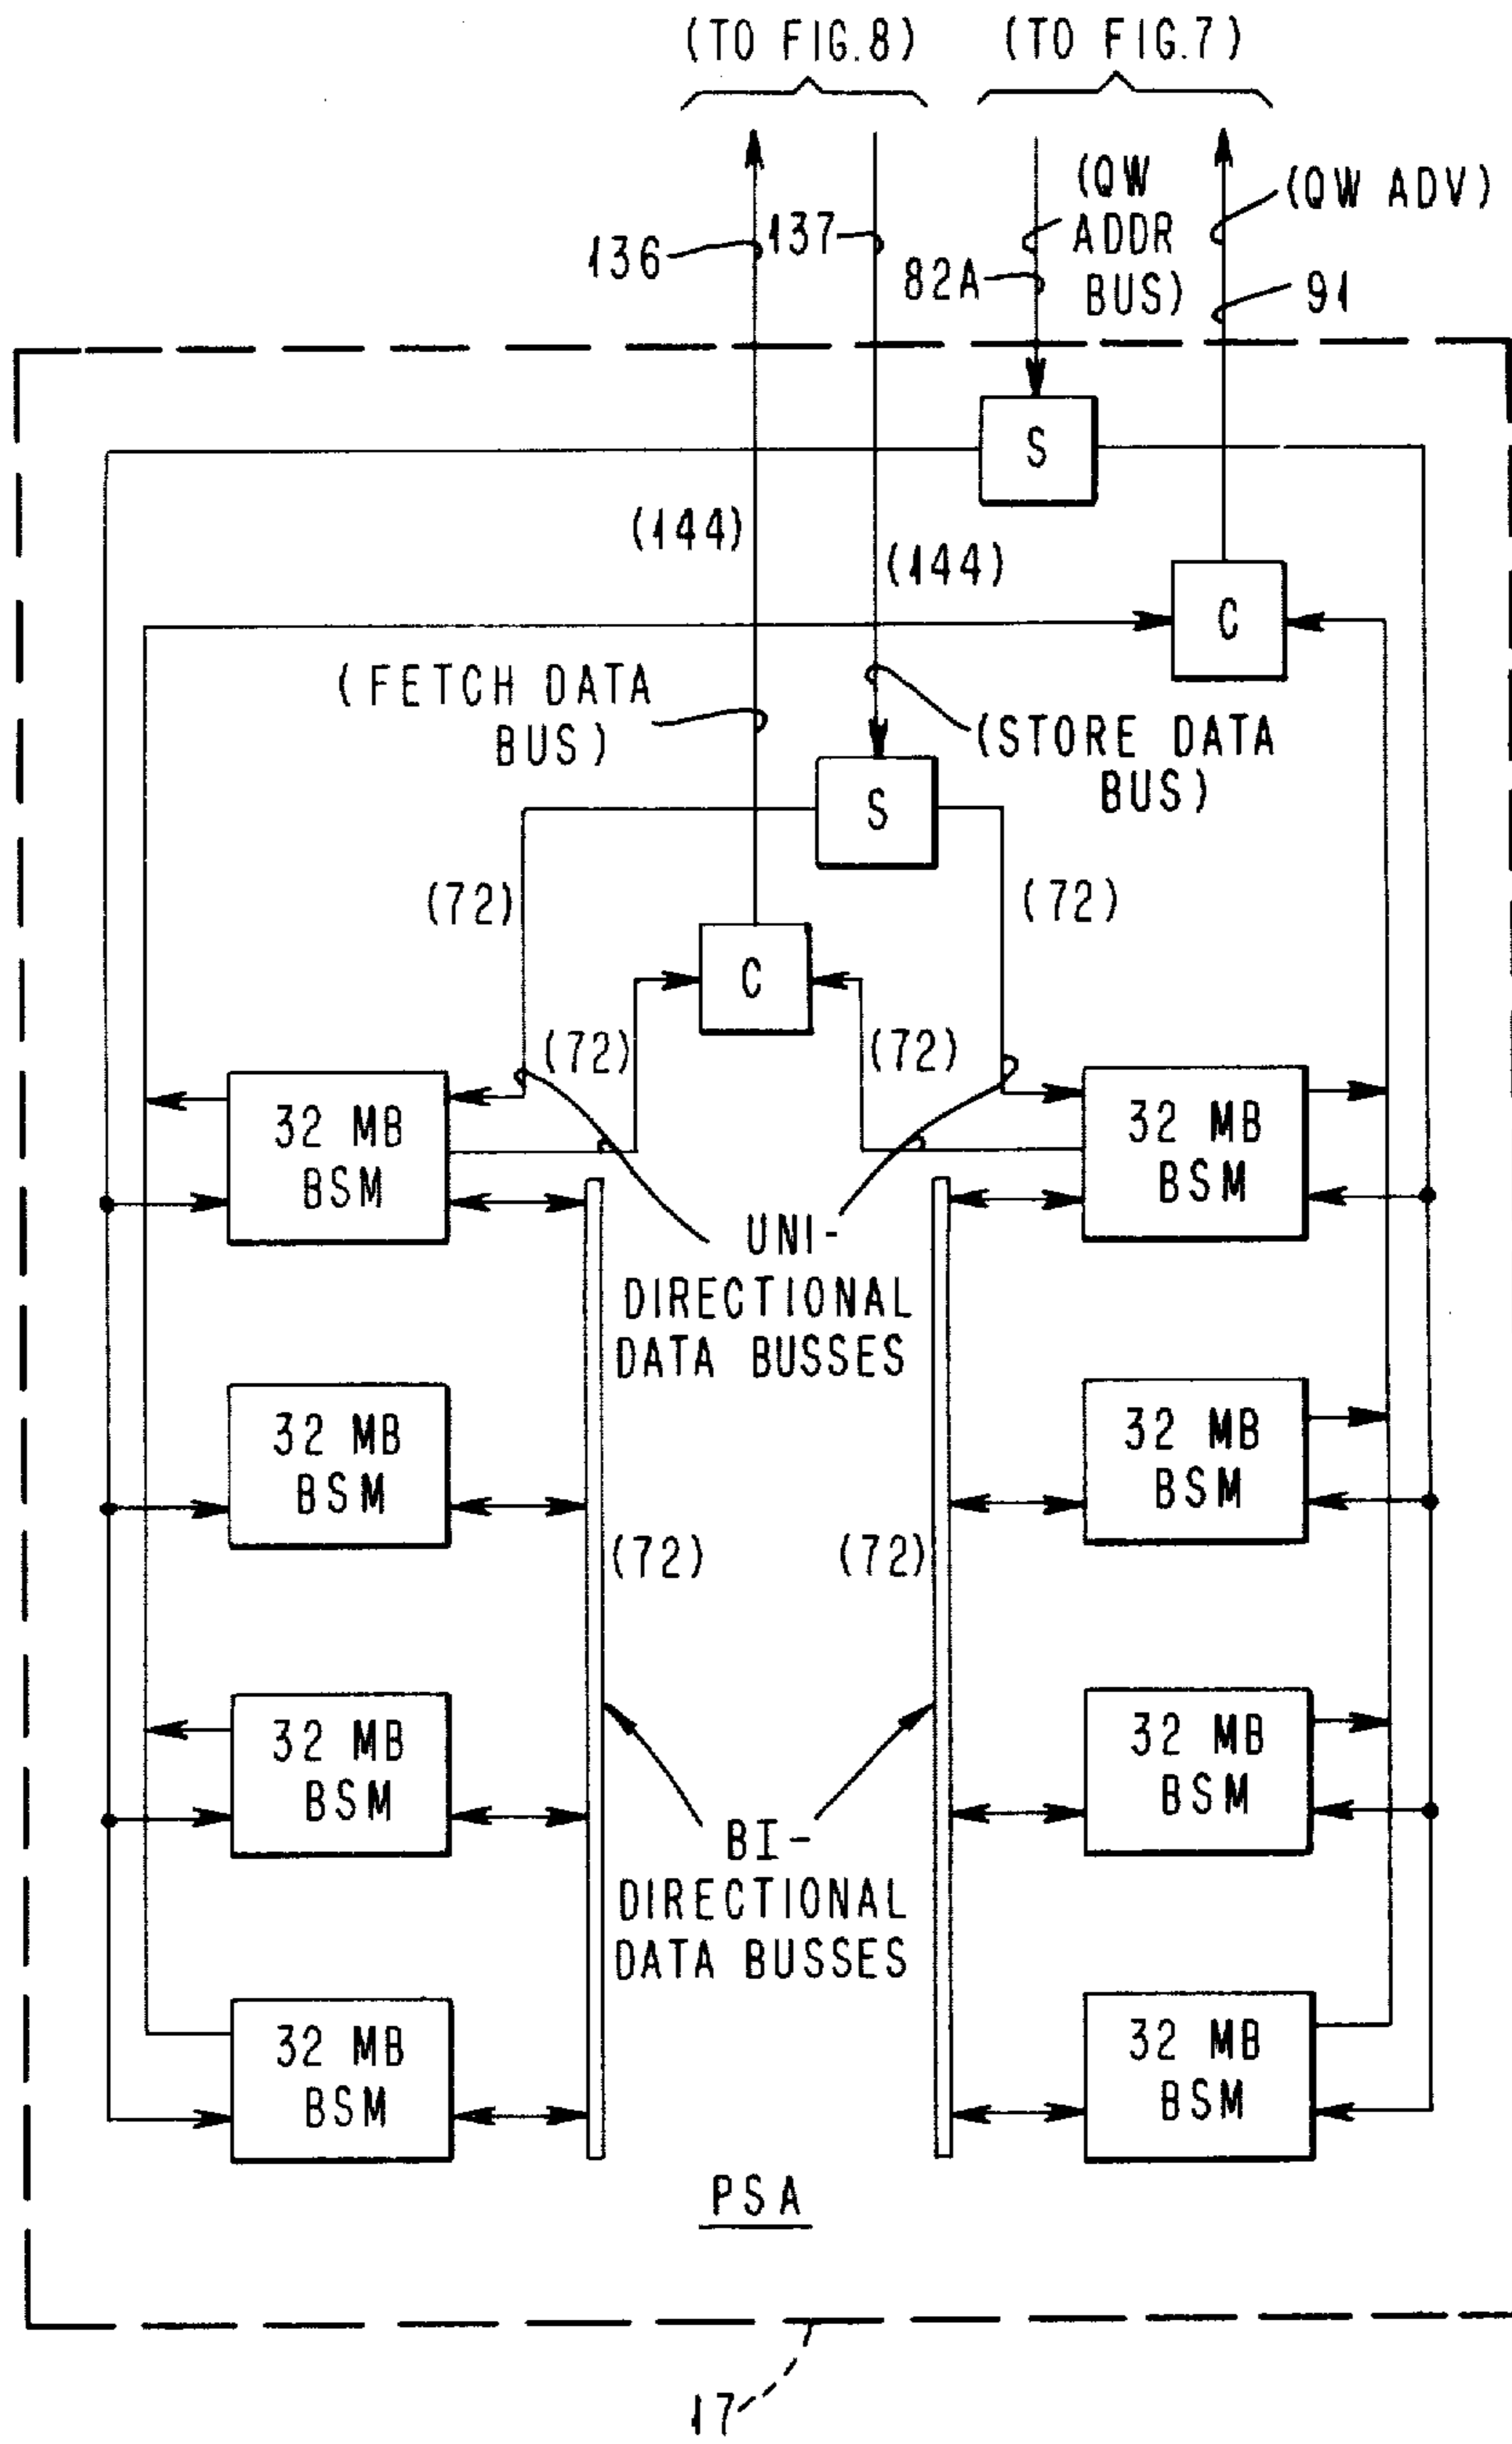 (TO FIG.8)
(TO FIG.7)
(QW
ADDR
BUS)
(QW ADV)
136
137
82A
91
S
(144)
(144)
C
(FETCH DATA
BUS)
(STORE DATA
BUS)
S
(72)
(72)
C
(72)
(72)
32 MB
BSM
32 MB
BSM
UNI-
DIRECTIONAL
DATA BUSSES
32 MB
BSM
32 MB
BSM
(72)
(72)
32 MB
BSM
32 MB
BSM
BI-
DIRECTIONAL
DATA BUSSES
32 MB
BSM
32 MB
BSM
PSA
17